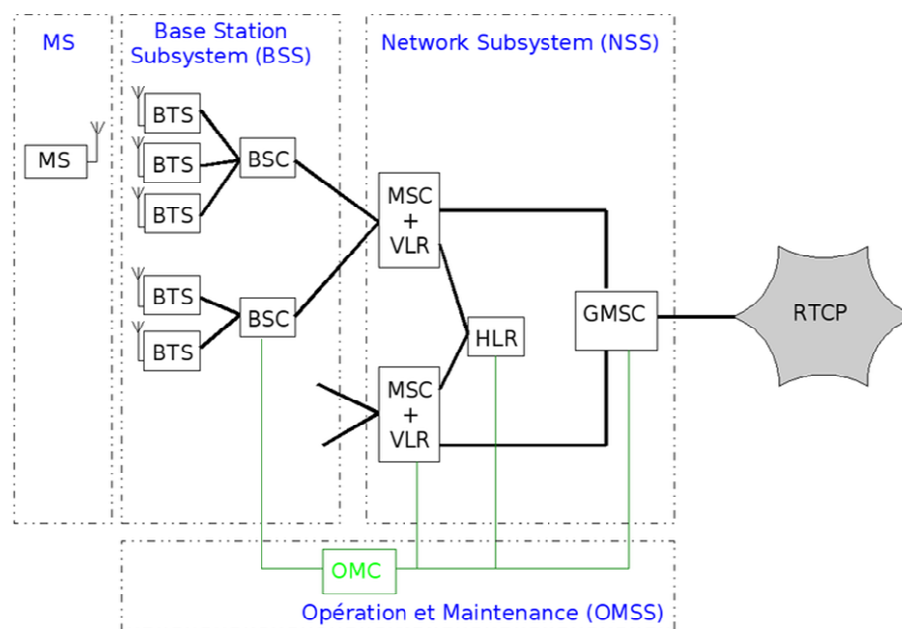 MS
Base Station
Subsystem (BSS)
Network Subsystem (NSS)
MS
BTS
BTS
BTS
BSC
BTS
BTS
BSC
MSC
+
VLR
HLR
MSC
+
VLR
GMSC
RTCP
OMC
Opération et Maintenance (OMSS)